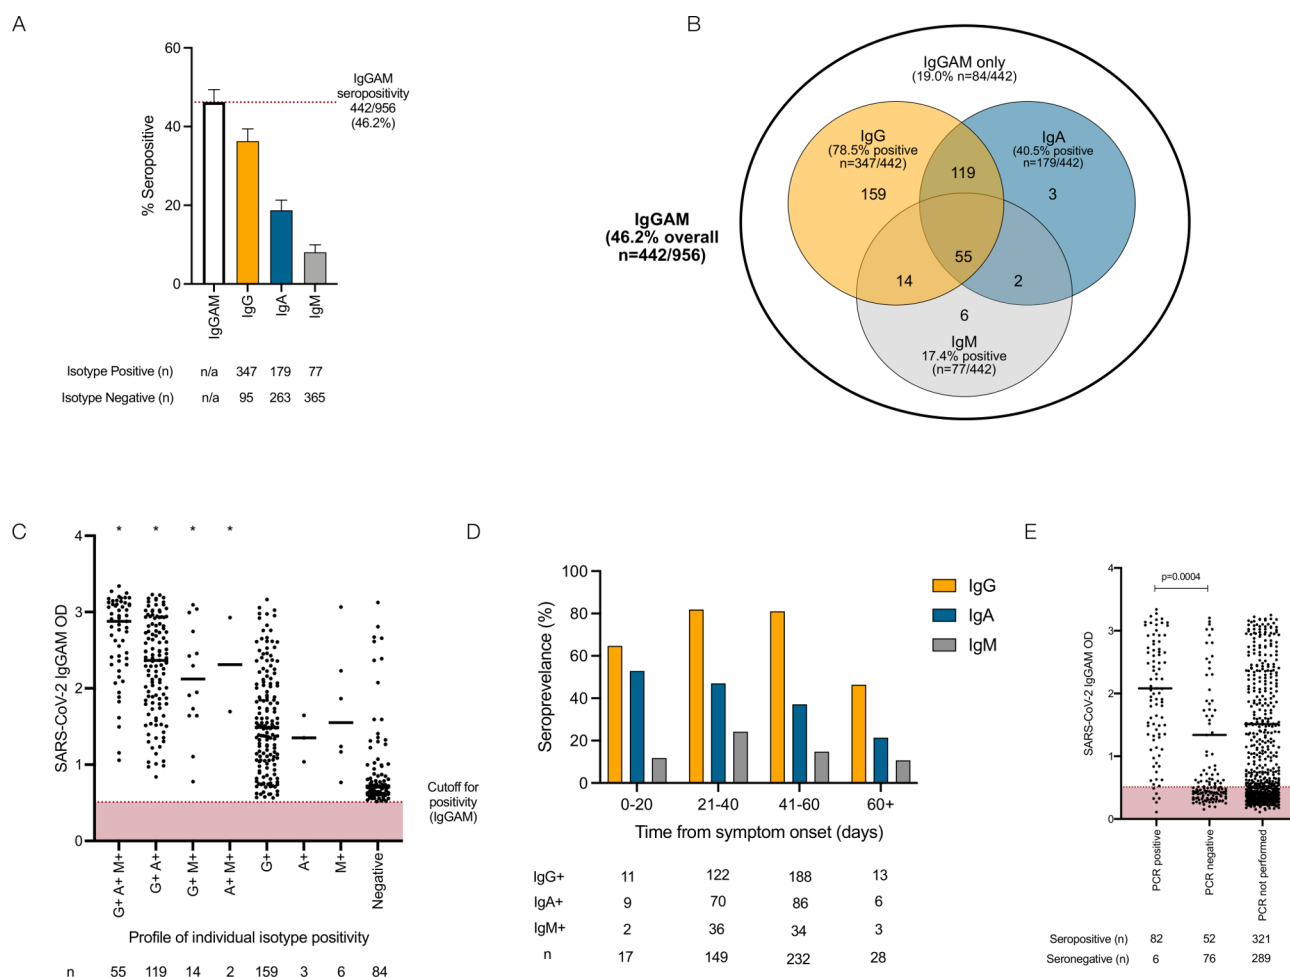 A
60
40
20
0
% Seropositive
IgGAM
seropositivity
442/956
(46.2%)
IgGAM
IgG
IgA
IgM
Isotype Positive (n) n/a 347 179 77
Isotype Negative (n) n/a 95 263 365
B
IgGAM only
(19.0% n=84/442)
IgG
(78.5% positive
n=347/442)
IgA
(40.5% positive
n=179/442)
119
159
3
IgGAM
(46.2% overall
n=442/956)
55
14
2
6
IgM
17.4% positive
(n=77/442)
C
* * * *
4
3
2
1
0
SARS-CoV-2 IgGAM OD
Cutoff for
positivity
(IgGAM)
G+ A+ M+
G+ A+
G+ M+
A+ M+
G+
A+
M+
Negative
Profile of individual isotype positivity
n 55 119 14 2 159 3 6 84
D
100
80
60
40
20
0
Seroprevelance (%)
IgG
IgA
IgM
0-20 21-40 41-60 60+
Time from symptom onset (days)
IgG+ 11 122 188 13
IgA+ 9 70 86 6
IgM+ 2 36 34 3
n 17 149 232 28
E
4
3
2
1
0
SARS-CoV-2 IgGAM OD
p=0.0004
PCR positive
PCR negative
PCR not performed
Seropositive (n) 82 52 321
Seronegative (n) 6 76 289